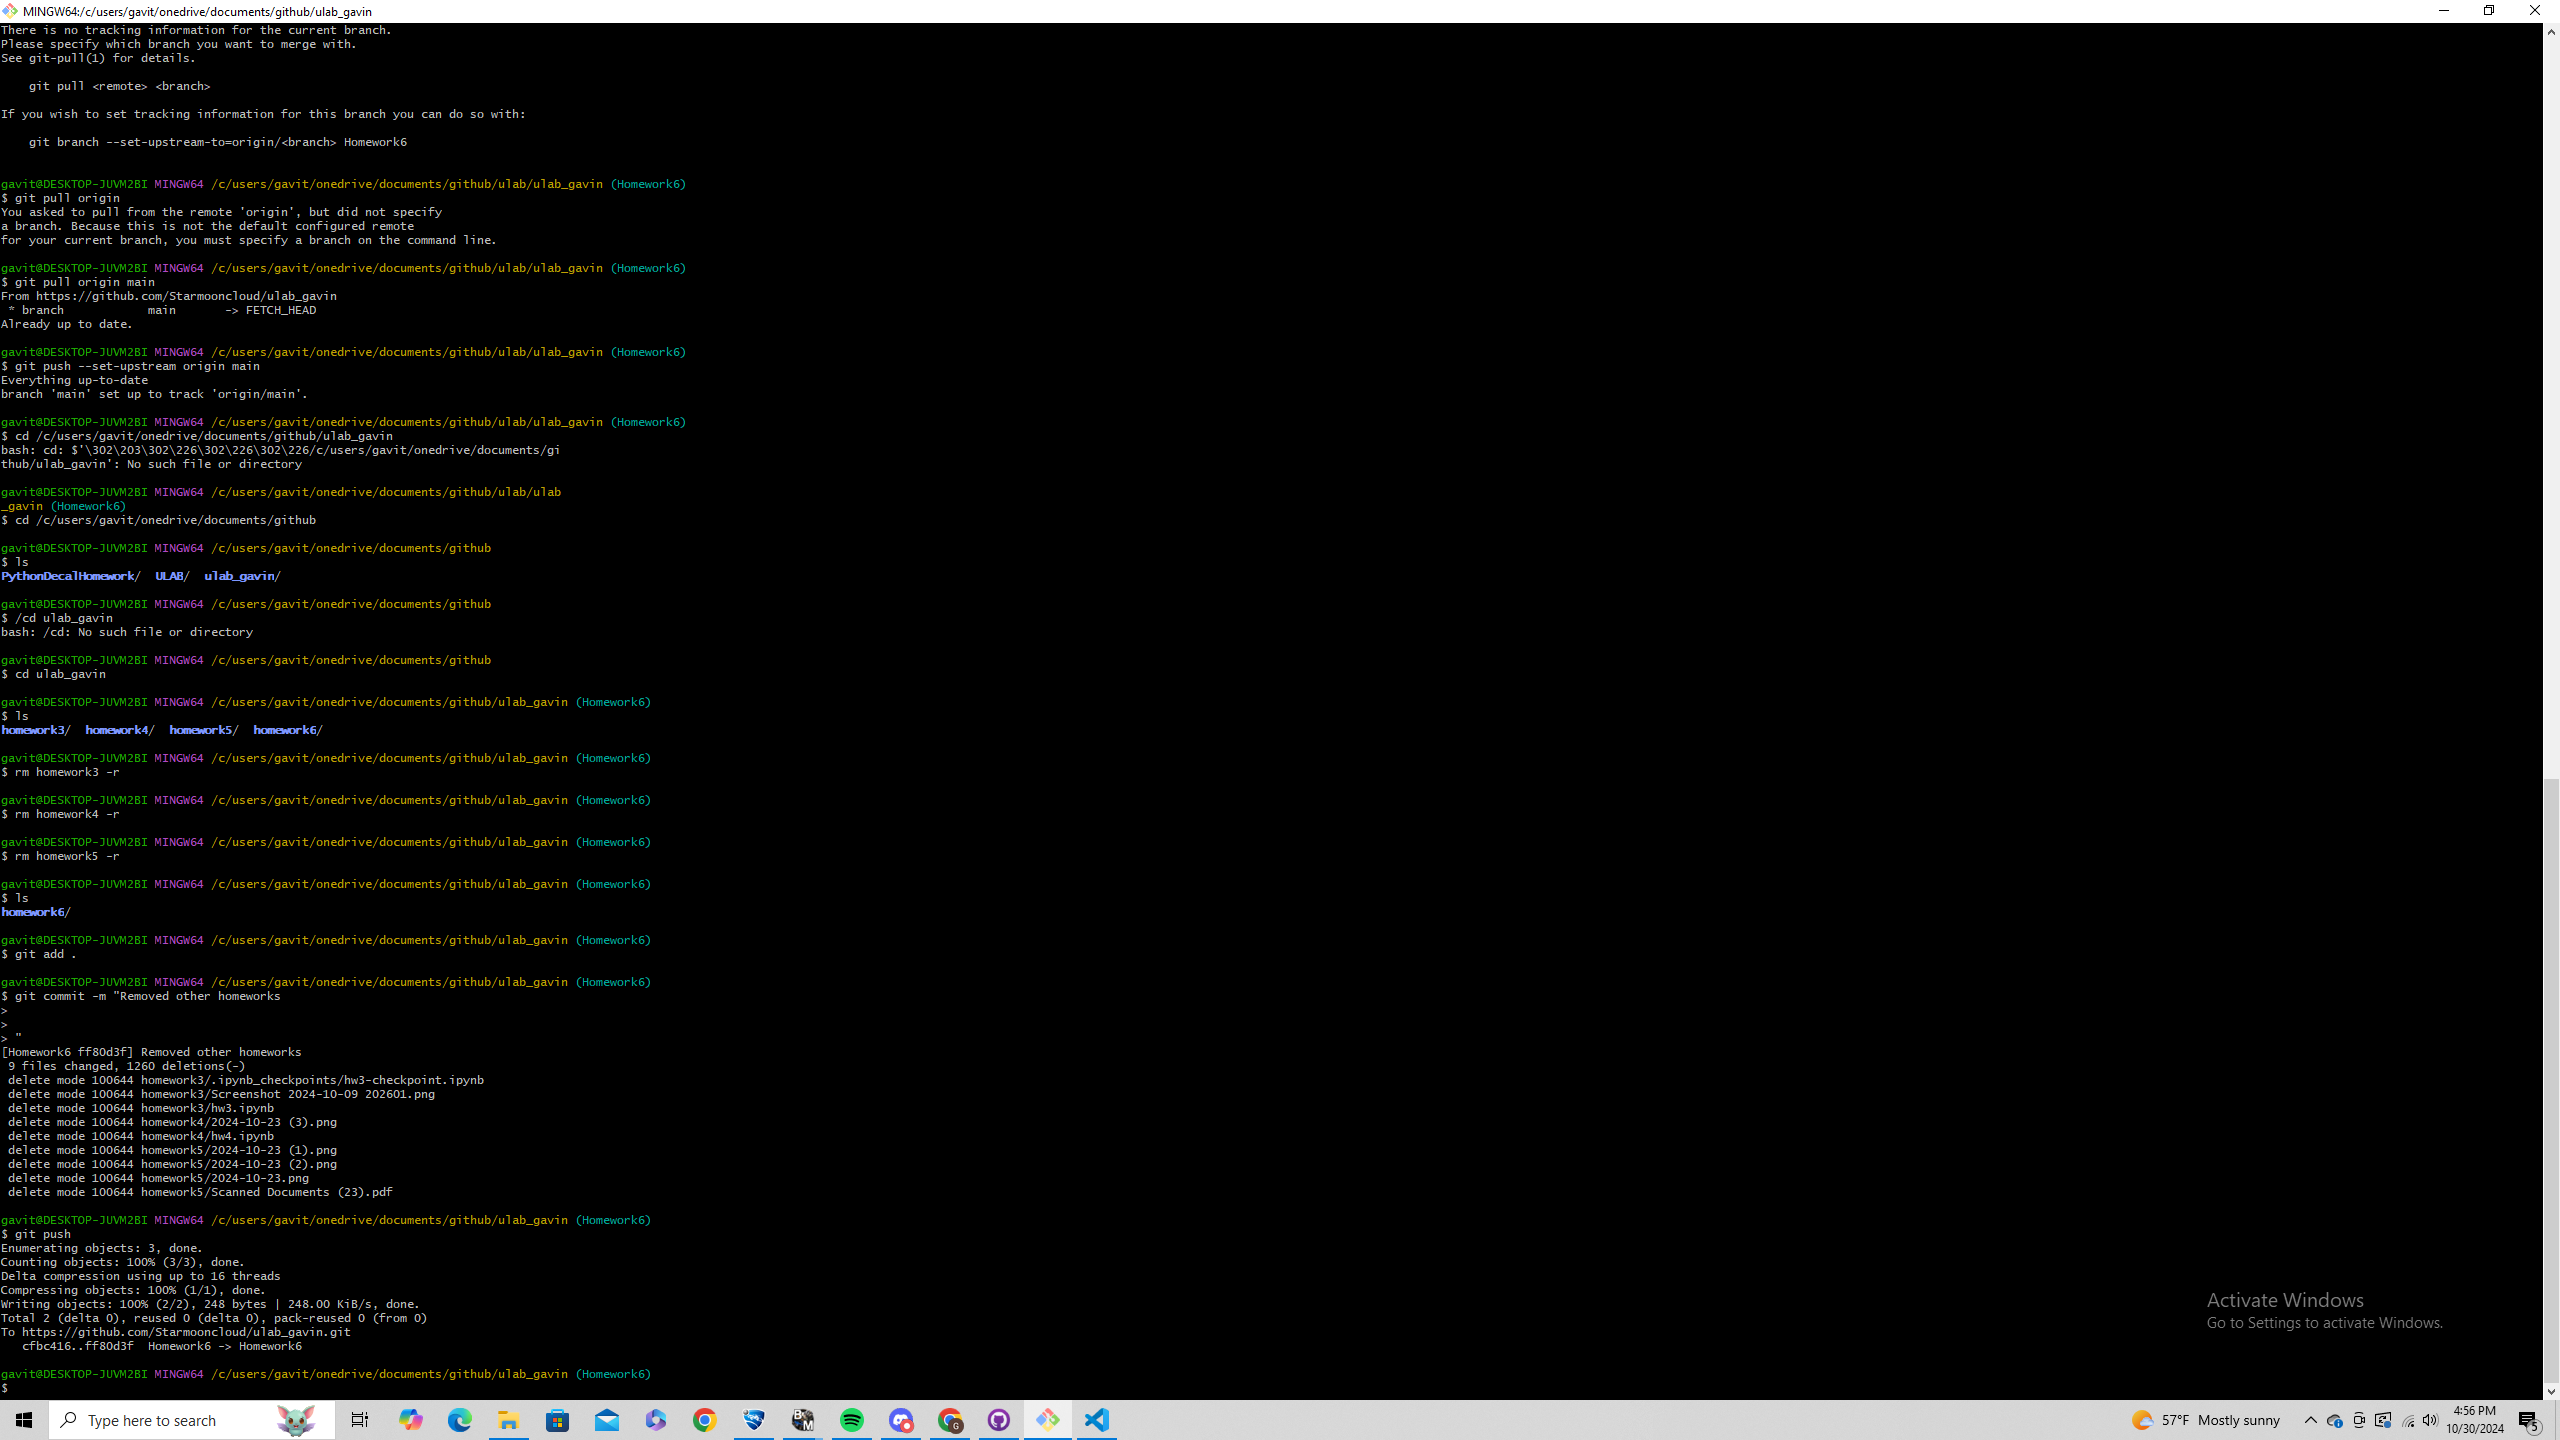 MINGW64:/c/users/gavit/onedrive/documents/github/ulab_gavin
There is no tracking information for the current branch.
Please specify which branch you want to merge with.
See git-pull(1) for details.
git pull <remote> <branch>
If you wish to set tracking information for this branch you can do so with:
git branch --set-upstream-to=origin/<branch> Homework6
gavit@DESKTOP-JUVM2BI MINGW64 /c/users/gavit/onedrive/documents/github/ulab/ulab_gavin (Homework6)
$ git pull origin
You asked to pull from the remote 'origin', but did not specify
a branch. Because this is not the default configured remote
for your current branch, you must specify a branch on the command line.
gavit@DESKTOP-JUVM2BI MINGW64 /c/users/gavit/onedrive/documents/github/ulab/ulab_gavin (Homework6)
$ git pull origin main
From https://github.com/Starmooncloud/ulab_gavin
* branch main -> FETCH_HEAD
Already up to date.
gavit@DESKTOP-JUVM2BI MINGW64 /c/users/gavit/onedrive/documents/github/ulab/ulab_gavin (Homework6)
$ git push --set-upstream origin main
Everything up-to-date
branch 'main' set up to track 'origin/main'.
gavit@DESKTOP-JUVM2BI MINGW64 /c/users/gavit/onedrive/documents/github/ulab/ulab_gavin (Homework6)
$ cd /c/users/gavit/onedrive/documents/github/ulab_gavin
bash: cd: $'\302\203\302\226\302\226\302\226/c/users/gavit/onedrive/documents/gi
thub/ulab_gavin': No such file or directory
gavit@DESKTOP-JUVM2BI MINGW64 /c/users/gavit/onedrive/documents/github/ulab/ulab
_gavin (Homework6)
$ cd /c/users/gavit/onedrive/documents/github
gavit@DESKTOP-JUVM2BI MINGW64 /c/users/gavit/onedrive/documents/github
$ ls
PythonDecalHomework/ ULAB/ ulab_gavin/
gavit@DESKTOP-JUVM2BI MINGW64 /c/users/gavit/onedrive/documents/github
$ /cd ulab_gavin
bash: /cd: No such file or directory
gavit@DESKTOP-JUVM2BI MINGW64 /c/users/gavit/onedrive/documents/github
$ cd ulab_gavin
gavit@DESKTOP-JUVM2BI MINGW64 /c/users/gavit/onedrive/documents/github/ulab_gavin (Homework6)
$ ls
homework3/ homework4/ homework5/ homework6/
gavit@DESKTOP-JUVM2BI MINGW64 /c/users/gavit/onedrive/documents/github/ulab_gavin (Homework6)
$ rm homework3 -r
gavit@DESKTOP-JUVM2BI MINGW64 /c/users/gavit/onedrive/documents/github/ulab_gavin (Homework6)
$ rm homework4 -r
gavit@DESKTOP-JUVM2BI MINGW64 /c/users/gavit/onedrive/documents/github/ulab_gavin (Homework6)
$ rm homework5 -r
gavit@DESKTOP-JUVM2BI MINGW64 /c/users/gavit/onedrive/documents/github/ulab_gavin (Homework6)
$ ls
homework6/
gavit@DESKTOP-JUVM2BI MINGW64 /c/users/gavit/onedrive/documents/github/ulab_gavin (Homework6)
$ git add .
gavit@DESKTOP-JUVM2BI MINGW64 /c/users/gavit/onedrive/documents/github/ulab_gavin (Homework6)
$ git commit -m "Removed other homeworks
>
>
> "
[Homework6 ff80d3f] Removed other homeworks
9 files changed, 1260 deletions(-)
delete mode 100644 homework3/.ipynb_checkpoints/hw3-checkpoint.ipynb
delete mode 100644 homework3/Screenshot 2024-10-09 202601.png
delete mode 100644 homework3/hw3.ipynb
delete mode 100644 homework4/2024-10-23 (3).png
delete mode 100644 homework4/hw4.ipynb
delete mode 100644 homework5/2024-10-23 (1).png
delete mode 100644 homework5/2024-10-23 (2).png
delete mode 100644 homework5/2024-10-23.png
delete mode 100644 homework5/Scanned Documents (23).pdf
gavit@DESKTOP-JUVM2BI MINGW64 /c/users/gavit/onedrive/documents/github/ulab_gavin (Homework6)
$ git push
Enumerating objects: 3, done.
Counting objects: 100% (3/3), done.
Delta compression using up to 16 threads
Compressing objects: 100% (1/1), done.
Writing objects: 100% (2/2), 248 bytes | 248.00 KiB/s, done.
Total 2 (delta 0), reused 0 (delta 0), pack-reused 0 (from 0)
To https://github.com/Starmooncloud/ulab_gavin.git
cfbc416..ff80d3f Homework6 -> Homework6
gavit@DESKTOP-JUVM2BI MINGW64 /c/users/gavit/onedrive/documents/github/ulab_gavin (Homework6)
$
Activate Windows
Go to Settings to activate Windows.
Type here to search
57°F Mostly sunny
4:56 PM
10/30/2024
5